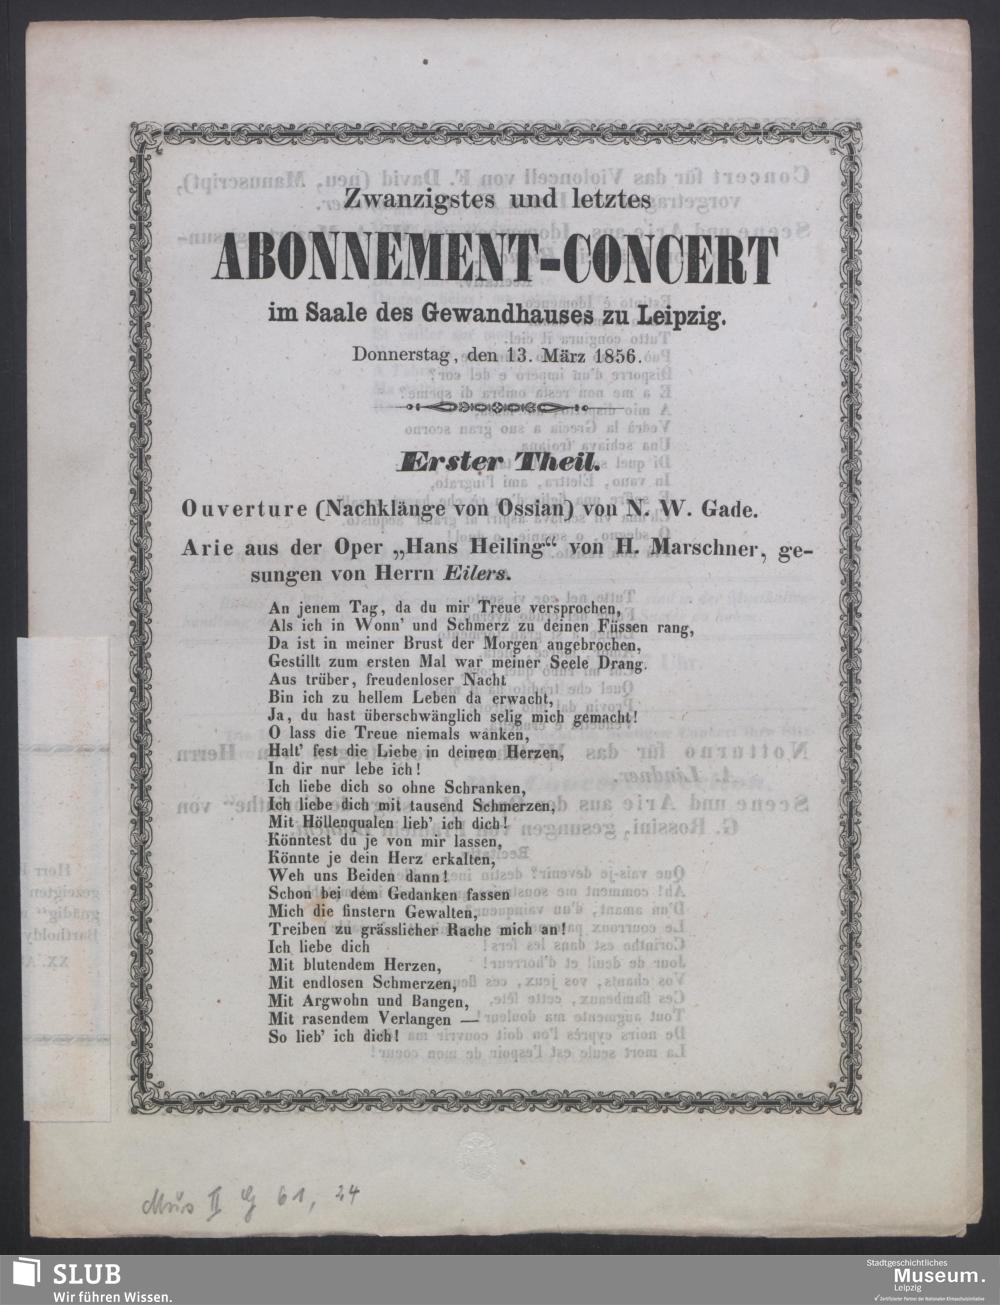 Zwanzigstes und letztes
ABONNEMENT-CONCERT
im Saale des Gewandhauses zu Leipzig.
Donnerstag, den 13. März 1856.
Erster Theil.
Ouverture (Nachklänge von Ossian) von N. W. Gade.
Arie aus der Oper „Hans Heiling“ von H. Marschner, ge-
sungen von Herrn Eilers.
An jenem Tag, da du mir Treue versprochen,
Als ich in Wonn' und Schmerz zu deinen Füssen rang,
Da ist in meiner Brust der Morgen angebrochen,
Gestillt zum ersten Mal war meiner Seele Drang.
Aus trüber, freudenloser Nacht
Bin ich zu hellem Leben da erwacht,
Ja, du hast überschwänglich selig mich gemacht!
O lass die Treue niemals wanken,
Halt' fest die Liebe in deinem Herzen,
In dir nur lebe ich!
Ich liebe dich so ohne Schranken,
Ich liebe dich mit tausend Schmerzen,
Mit Höllenqualen lieb' ich dich!
Könntest du je von mir lassen,
Könnte je dein Herz erkalten,
Weh uns Beiden dann!
Schon bei dem Gedanken fassen
Mich die finstern Gewalten,
Treiben zu grässlicher Rache mich an!
Ich liebe dich
Mit blutendem Herzen,
Mit endlosen Schmerzen,
Mit Argwohn und Bangen,
Mit rasendem Verlangen —
So lieb' ich dich!
Mus II G 61, 24
SLUB
Wir führen Wissen.
Stadtgeschichtliches
Museum.
Leipzig
Zertifizierter Partner der Nationalen Klimaschutzinitiative